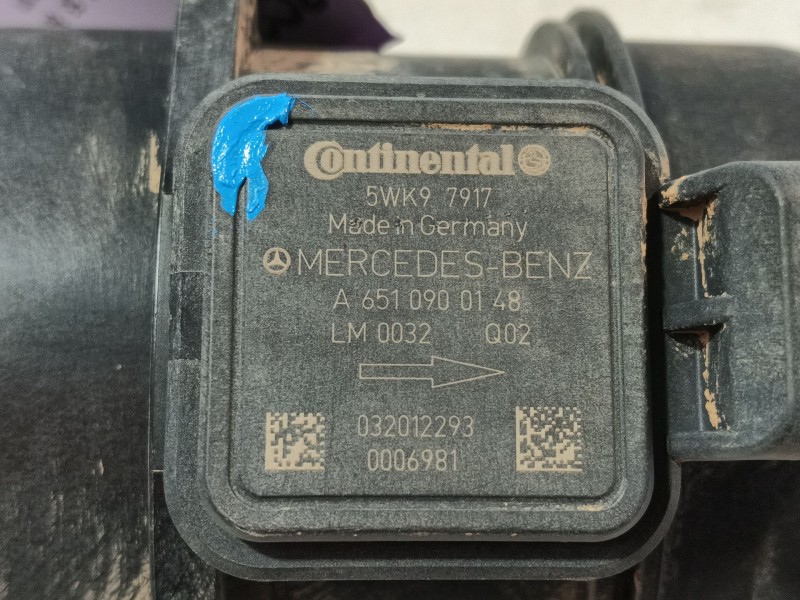 Continental
5WK9 7917
Made in Germany
MERCEDES-BENZ
A 651 090 01 48
LM 0032 Q02
032012293
0006981